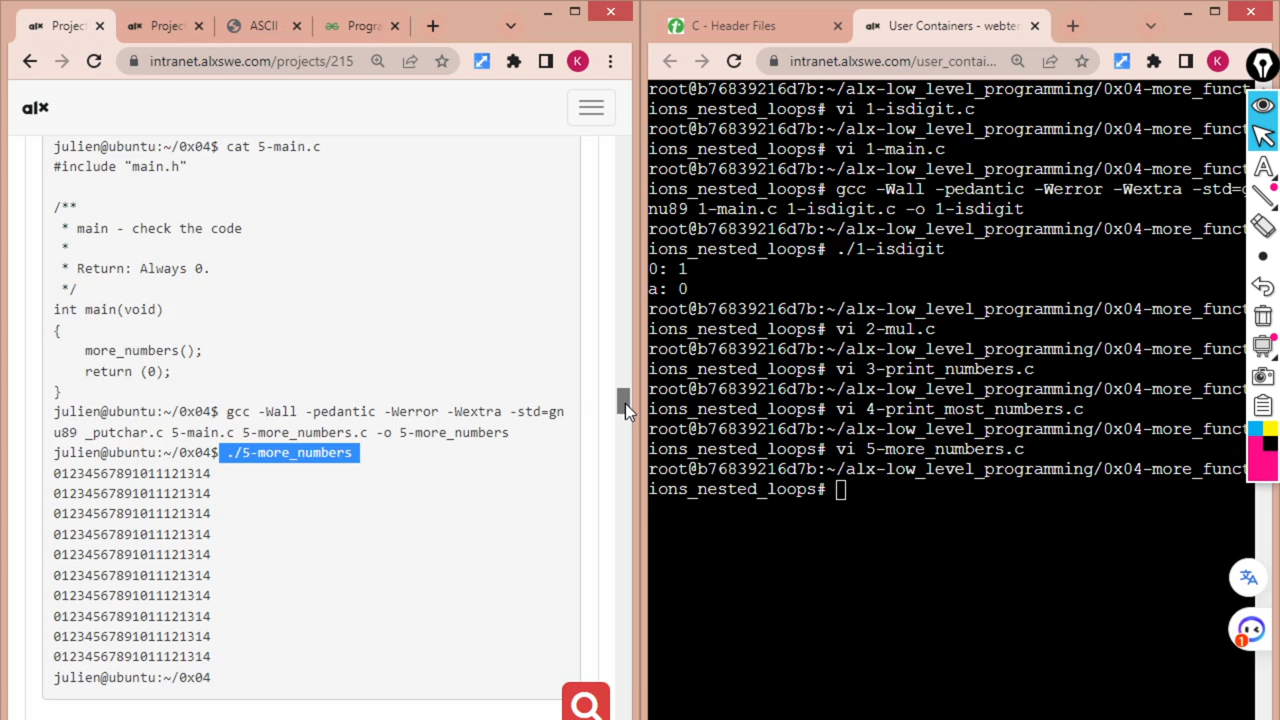 Project
Project
ASCII
Progra
C - Header Files
User Containers - webter
intranet.alxswe.com/projects/215
K
intranet.alxswe.com/user_contai...
K
alx
julien@ubuntu:~/0x04$ cat 5-main.c
#include "main.h"
/**
* main - check the code
*
* Return: Always 0.
*/
int main(void)
{
more_numbers();
return (0);
}
julien@ubuntu:~/0x04$ gcc -Wall -pedantic -Werror -Wextra -std=gn
u89 _putchar.c 5-main.c 5-more_numbers.c -o 5-more_numbers
julien@ubuntu:~/0x04$ ./5-more_numbers
01234567891011121314
01234567891011121314
01234567891011121314
01234567891011121314
01234567891011121314
01234567891011121314
01234567891011121314
01234567891011121314
01234567891011121314
01234567891011121314
julien@ubuntu:~/0x04
root@b76839216d7b:~/alx-low_level_programming/0x04-more_funct
ions_nested_loops# vi 1-isdigit.c
root@b76839216d7b:~/alx-low_level_programming/0x04-more_funct
ions_nested_loops# vi 1-main.c
root@b76839216d7b:~/alx-low_level_programming/0x04-more_funct
ions_nested_loops# gcc -Wall -pedantic -Werror -Wextra -std=g
nu89 1-main.c 1-isdigit.c -o 1-isdigit
root@b76839216d7b:~/alx-low_level_programming/0x04-more_funct
ions_nested_loops# ./1-isdigit
0: 1
a: 0
root@b76839216d7b:~/alx-low_level_programming/0x04-more_funct
ions_nested_loops# vi 2-mul.c
root@b76839216d7b:~/alx-low_level_programming/0x04-more_funct
ions_nested_loops# vi 3-print_numbers.c
root@b76839216d7b:~/alx-low_level_programming/0x04-more_funct
ions_nested_loops# vi 4-print_most_numbers.c
root@b76839216d7b:~/alx-low_level_programming/0x04-more_funct
ions_nested_loops# vi 5-more_numbers.c
root@b76839216d7b:~/alx-low_level_programming/0x04-more_funct
ions_nested_loops#
A
1